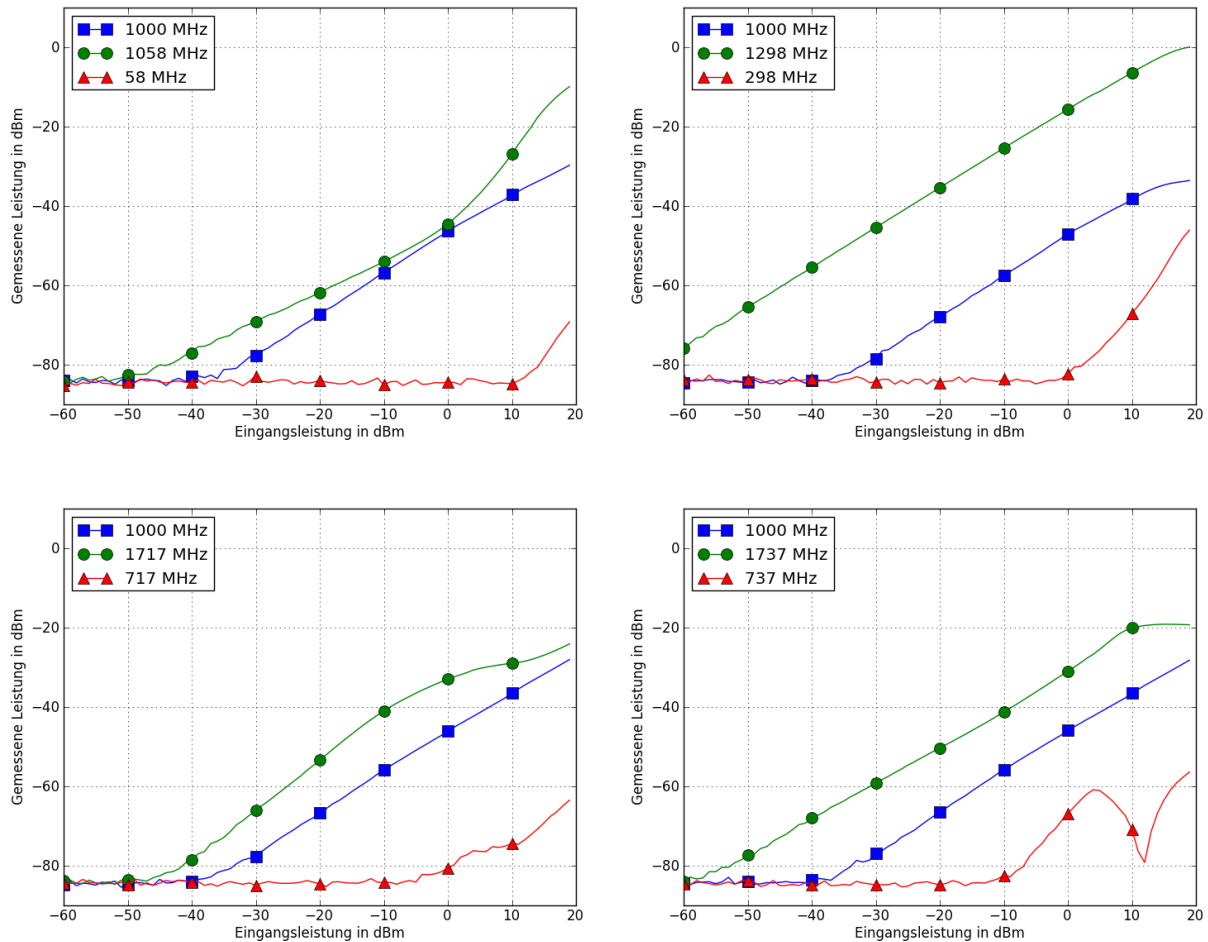 1000 MHz
1058 MHz
58 MHz
Gemessene Leistung in dBm
0
−20
−40
−60
−80
−60 −50 −40 −30 −20 −10 0 10 20
Eingangsleistung in dBm
1000 MHz
1298 MHz
298 MHz
Gemessene Leistung in dBm
0
−20
−40
−60
−80
−60 −50 −40 −30 −20 −10 0 10 20
Eingangsleistung in dBm
1000 MHz
1717 MHz
717 MHz
Gemessene Leistung in dBm
0
−20
−40
−60
−80
−60 −50 −40 −30 −20 −10 0 10 20
Eingangsleistung in dBm
1000 MHz
1737 MHz
737 MHz
Gemessene Leistung in dBm
0
−20
−40
−60
−80
−60 −50 −40 −30 −20 −10 0 10 20
Eingangsleistung in dBm